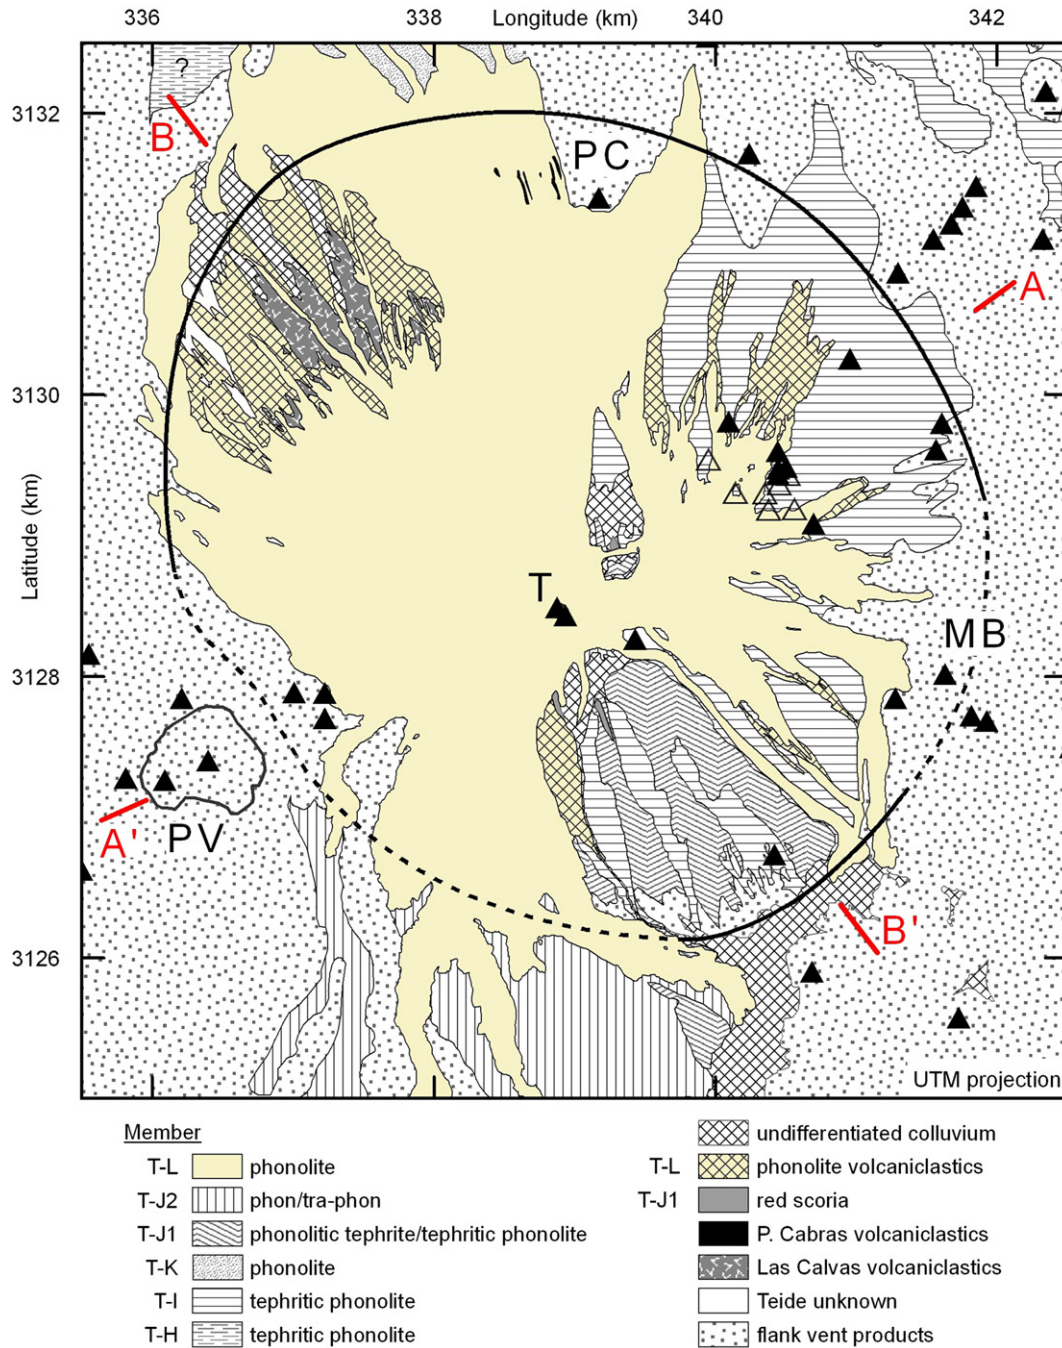 336 338 Longitude (km) 340 342
?
3132
B
PC
A
3130
Latitude (km)
T
MB
3128
A'
PV
B'
3126
UTM projection
Member
T-L phonolite
T-J2 phon/tra-phon
T-J1 phonolitic tephrite/tephritic phonolite
T-K phonolite
T-I tephritic phonolite
T-H tephritic phonolite
undifferentiated colluvium
T-L phonolite volcaniclastics
T-J1 red scoria
P. Cabras volcaniclastics
Las Calvas volcaniclastics
Teide unknown
flank vent products